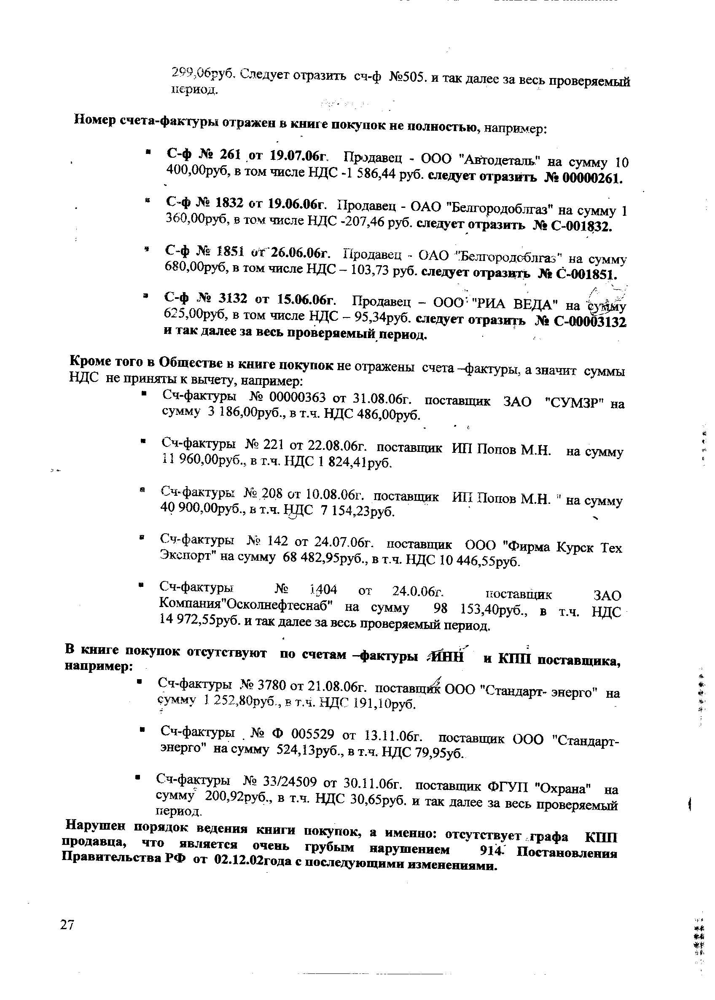 299,06руб. Следует отразить сч-ф №505. и так далее за весь проверяемый
период.
Номер счета-фактуры отражен в книге покупок не полностью, например:
▪ С-ф № 261 от 19.07.06г. Продавец - ООО "Автодеталь" на сумму 10
400,00руб, в том числе НДС -1 586,44 руб. следует отразить № 00000261.
▪ С-ф № 1832 от 19.06.06г. Продавец - ОАО "Белгородоблгаз" на сумму 1
360,00руб, в том числе НДС -207,46 руб. следует отразить № С-001832.
▪ С-ф № 1851 от 26.06.06г. Продавец - ОАО "Белгородоблгаз" на сумму
680,00руб, в том числе НДС – 103,73 руб. следует отразить № С-001851.
▪ С-ф № 3132 от 15.06.06г. Продавец – ООО "РИА ВЕДА" на сумму
625,00руб, в том числе НДС – 95,34руб. следует отразить № С-00003132
и так далее за весь проверяемый период.
Кроме того в Обществе в книге покупок не отражены счета –фактуры, а значит суммы
НДС не приняты к вычету, например:
▪ Сч-фактуры № 00000363 от 31.08.06г. поставщик ЗАО "СУМЗР" на
сумму 3 186,00руб., в т.ч. НДС 486,00руб.
▪ Сч-фактуры № 221 от 22.08.06г. поставщик ИП Попов М.Н. на сумму
11 960,00руб., в т.ч. НДС 1 824,41руб.
▪ Сч-фактуры № 208 от 10.08.06г. поставщик ИП Попов М.Н. " на сумму
40 900,00руб., в т.ч. НДС 7 154,23руб.
▪ Сч-фактуры № 142 от 24.07.06г. поставщик ООО "Фирма Курск Тех
Экспорт" на сумму 68 482,95руб., в т.ч. НДС 10 446,55руб.
▪ Сч-фактуры № 1404 от 24.0.06г. поставщик ЗАО
Компания"Осколнефтеснаб" на сумму 98 153,40руб., в т.ч. НДС
14 972,55руб. и так далее за весь проверяемый период.
В книге покупок отсутствуют по счетам –фактуры ИНН и КПП поставщика,
например:
▪ Сч-фактуры № 3780 от 21.08.06г. поставщик ООО "Стандарт- энерго" на
сумму 1 252,80руб., в т.ч. НДС 191,10руб.
▪ Сч-фактуры № Ф 005529 от 13.11.06г. поставщик ООО "Стандарт-
энерго" на сумму 524,13руб., в т.ч. НДС 79,95уб.
▪ Сч-фактуры № 33/24509 от 30.11.06г. поставщик ФГУП "Охрана" на
сумму 200,92руб., в т.ч. НДС 30,65руб. и так далее за весь проверяемый
период.
Нарушен порядок ведения книги покупок, а именно: отсутствует графа КПП
продавца, что является очень грубым нарушением 914 Постановления
Правительства РФ от 02.12.02года с последующими изменениями.
27